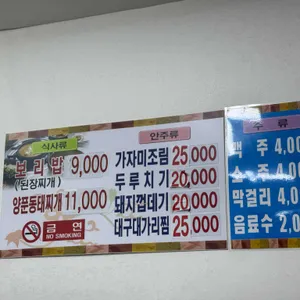 식사류
보리밥 9,000
(된장찌개)
양푼동태찌개 11,000
금연
NO SMOKING
안주류
가자미조림 25,000
두루치기 20,000
돼지껍데기 20,000
대구대가리찜 25,000
주류
맥주 4,00
소주 4,00
막걸리 4,0
음료수 2,0